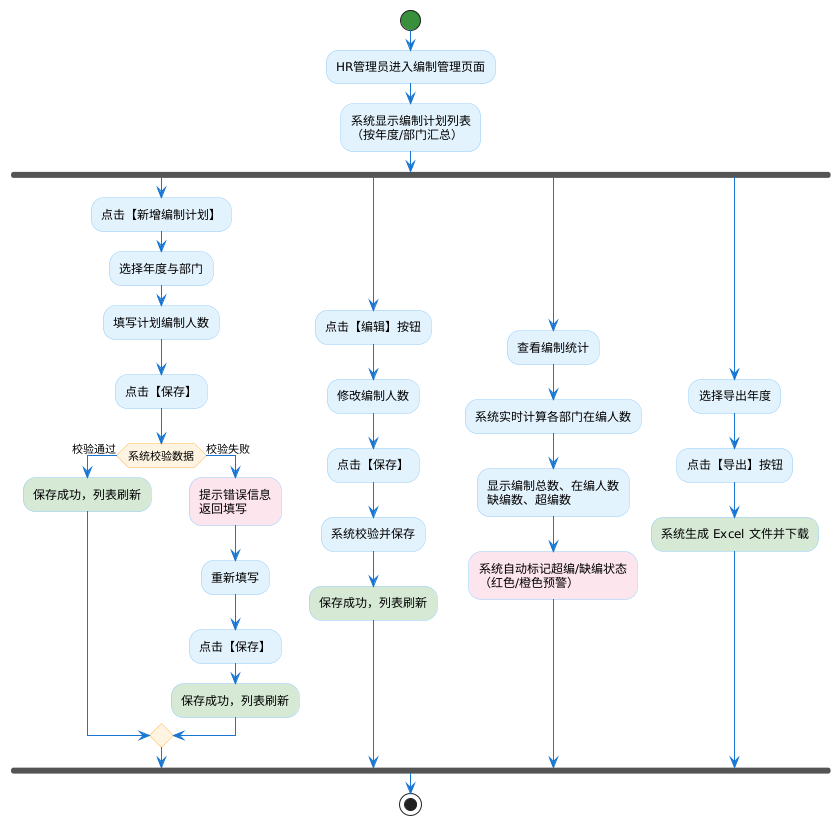 HR管理员进入编制管理页面
系统显示编制计划列表
（按年度/部门汇总）
点击【新增编制计划】
选择年度与部门
填写计划编制人数
点击【保存】
校验通过
系统校验数据
校验失败
保存成功，列表刷新
提示错误信息
返回填写
重新填写
点击【保存】
保存成功，列表刷新
点击【编辑】按钮
修改编制人数
点击【保存】
系统校验并保存
保存成功，列表刷新
查看编制统计
系统实时计算各部门在编人数
显示编制总数、在编人数
缺编数、超编数
系统自动标记超编/缺编状态
（红色/橙色预警）
选择导出年度
点击【导出】按钮
系统生成 Excel 文件并下载